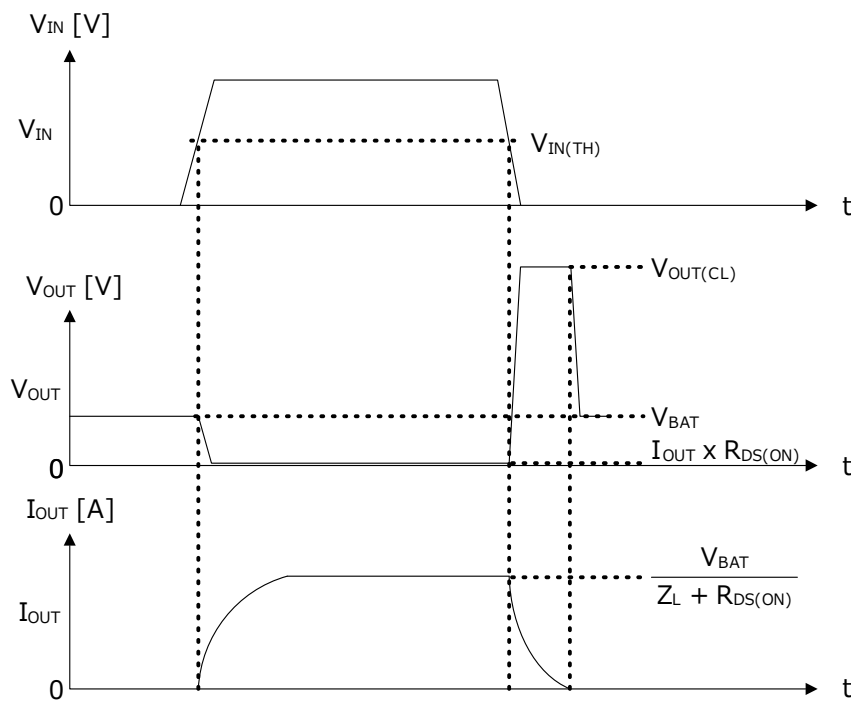 VIN [V]
VIN
VIN(TH)
0
t
VOUT [V]
VOUT(CL)
VOUT
VBAT
IOUT x RDS(ON)
0
t
IOUT [A]
VBAT
ZL + RDS(ON)
IOUT
0
t